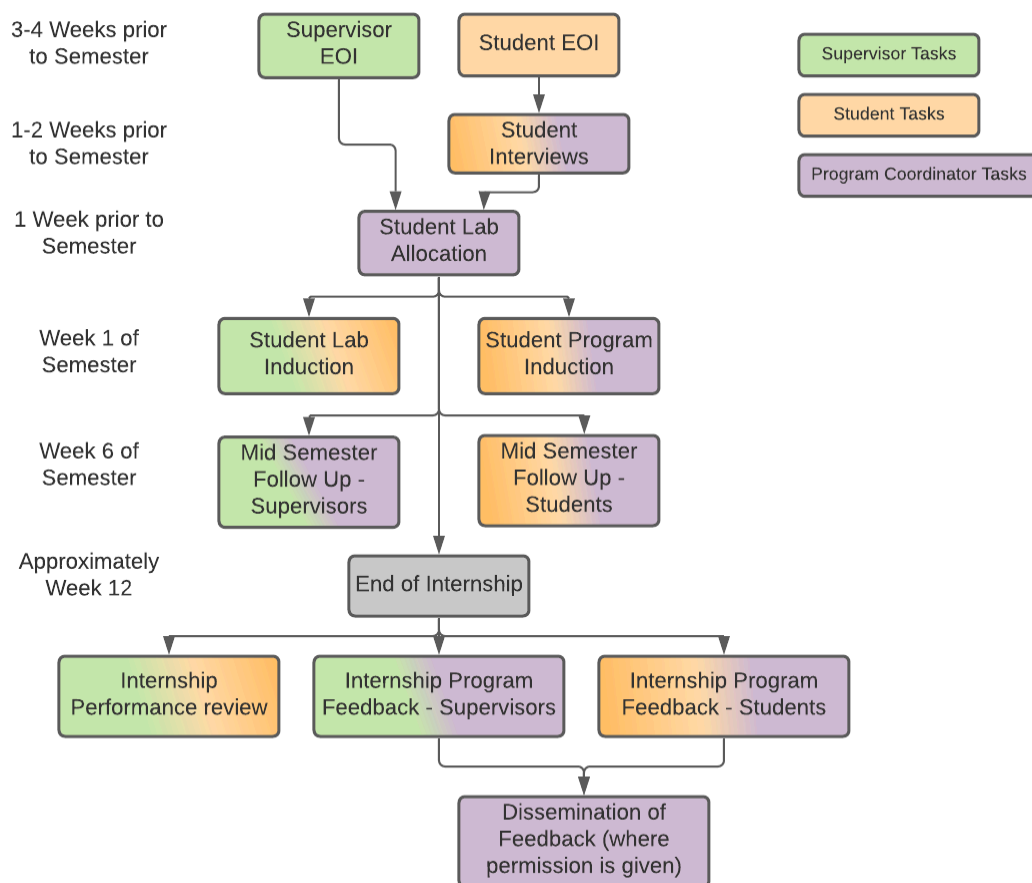 3-4 Weeks prior
to Semester
Supervisor
EOI
Student EOI
Supervisor Tasks
Student Tasks
Program Coordinator Tasks
1-2 Weeks prior
to Semester
Student
Interviews
1 Week prior to
Semester
Student Lab
Allocation
Week 1 of
Semester
Student Lab
Induction
Student Program
Induction
Week 6 of
Semester
Mid Semester
Follow Up -
Supervisors
Mid Semester
Follow Up -
Students
Approximately
Week 12
End of Internship
Internship
Performance review
Internship Program
Feedback - Supervisors
Internship Program
Feedback - Students
Dissemination of
Feedback (where
permission is given)